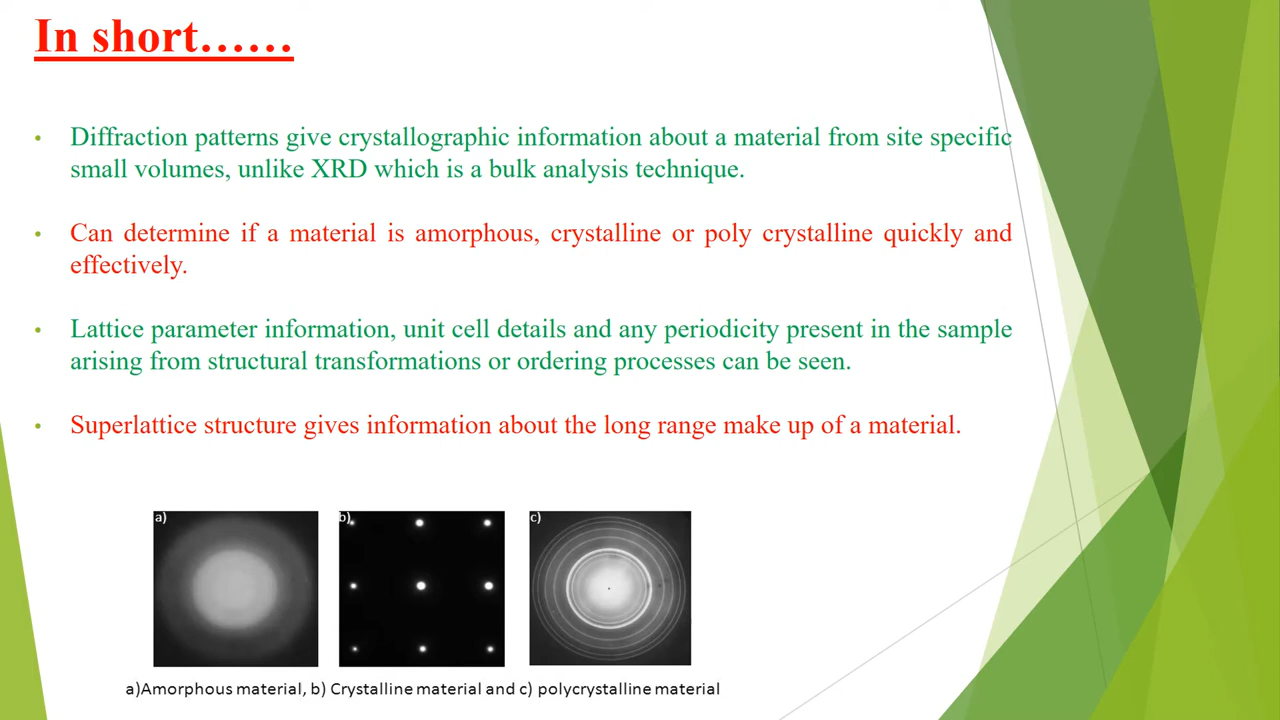 In short……
• Diffraction patterns give crystallographic information about a material from site specific
small volumes, unlike XRD which is a bulk analysis technique.
• Can determine if a material is amorphous, crystalline or poly crystalline quickly and
effectively.
• Lattice parameter information, unit cell details and any periodicity present in the sample
arising from structural transformations or ordering processes can be seen.
• Superlattice structure gives information about the long range make up of a material.
a) b) c)
a)Amorphous material, b) Crystalline material and c) polycrystalline material